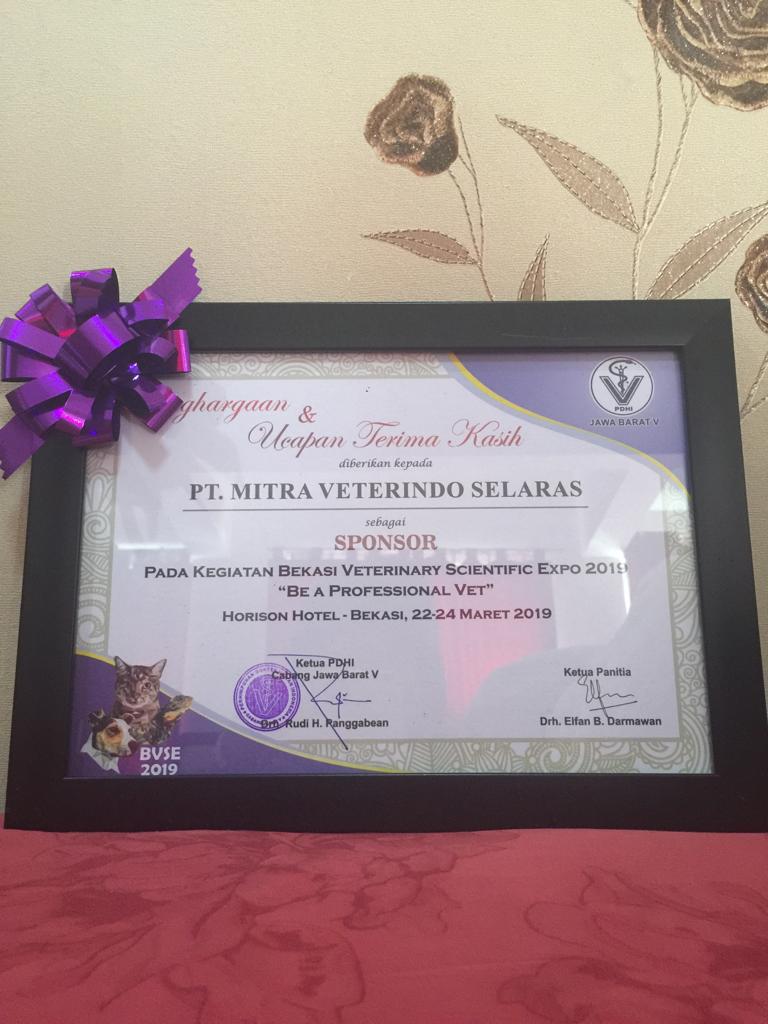 ghargaan &
Ucapan Terima Kasih
diberikan kepada
PT. MITRA VETERINDO SELARAS
sebagai
SPONSOR
PADA KEGIATAN BEKASI VETERINARY SCIENTIFIC EXPO 2019
“BE A PROFESSIONAL VET”
HORISON HOTEL - BEKASI, 22-24 MARET 2019
PDHI
JAWA BARAT V
Ketua PDHI
Cabang Jawa Barat V
Drh. Rudi H. Panggabean
Ketua Panitia
Drh. Elfan B. Darmawan
BVSE
2019